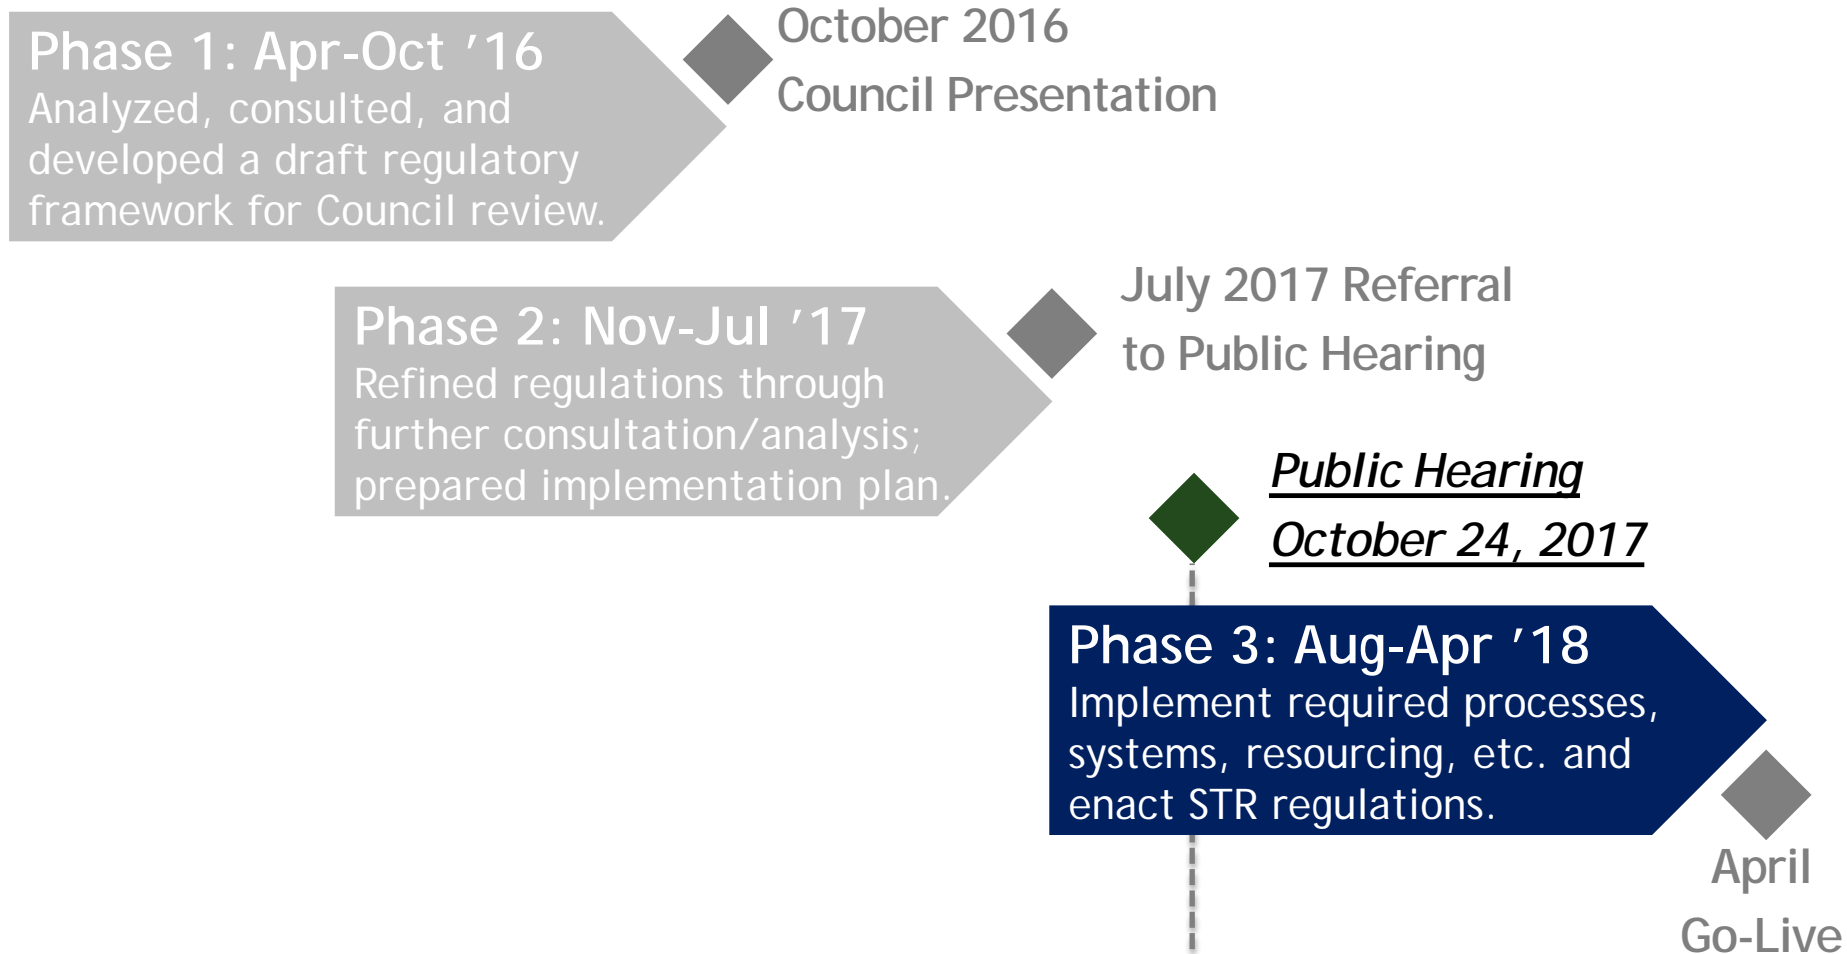 Phase 1: Apr-Oct ’16
Analyzed, consulted, and
developed a draft regulatory
framework for Council review.
October 2016
Council Presentation
Phase 2: Nov-Jul ’17
Refined regulations through
further consultation/analysis;
prepared implementation plan.
July 2017 Referral
to Public Hearing
Public Hearing
October 24, 2017
Phase 3: Aug-Apr ’18
Implement required processes,
systems, resourcing, etc. and
enact STR regulations.
April
Go-Live